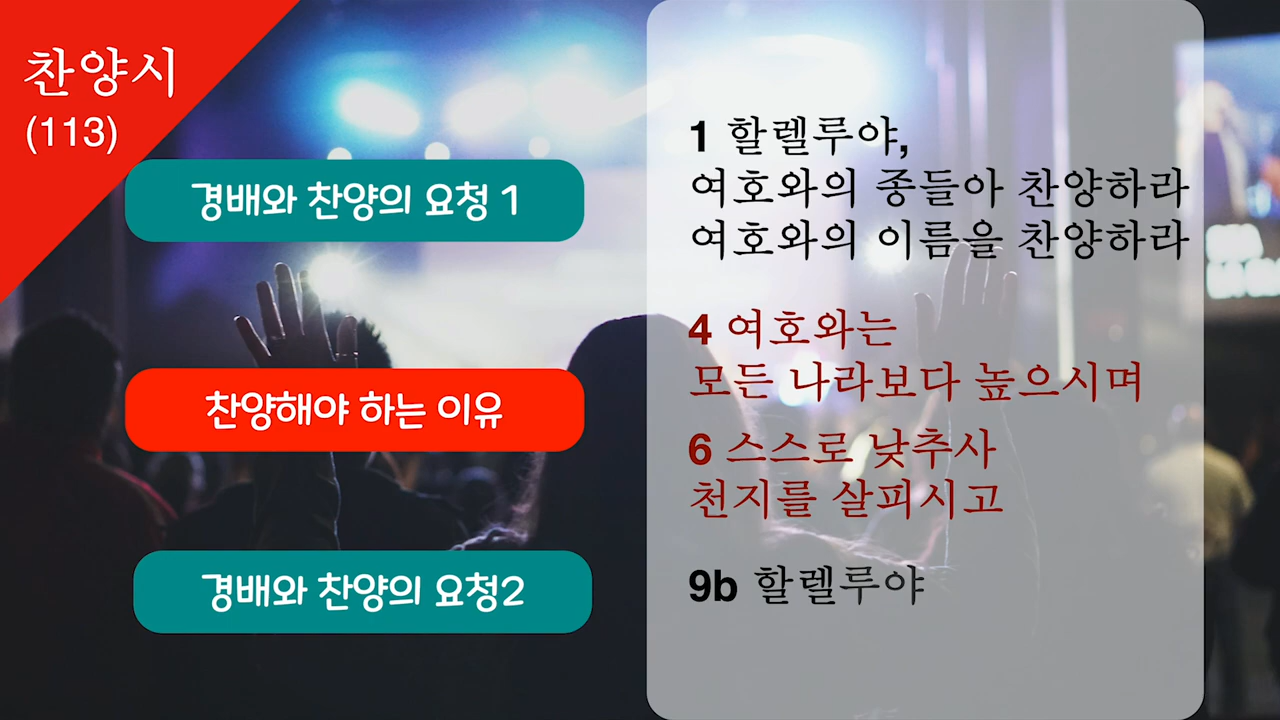 찬양시
(113)
경배와 찬양의 요청 1
찬양해야 하는 이유
경배와 찬양의 요청2
1 할렐루야,
여호와의 종들아 찬양하라
여호와의 이름을 찬양하라
4 여호와는
모든 나라보다 높으시며
6 스스로 낮추사
천지를 살피시고
9b 할렐루야